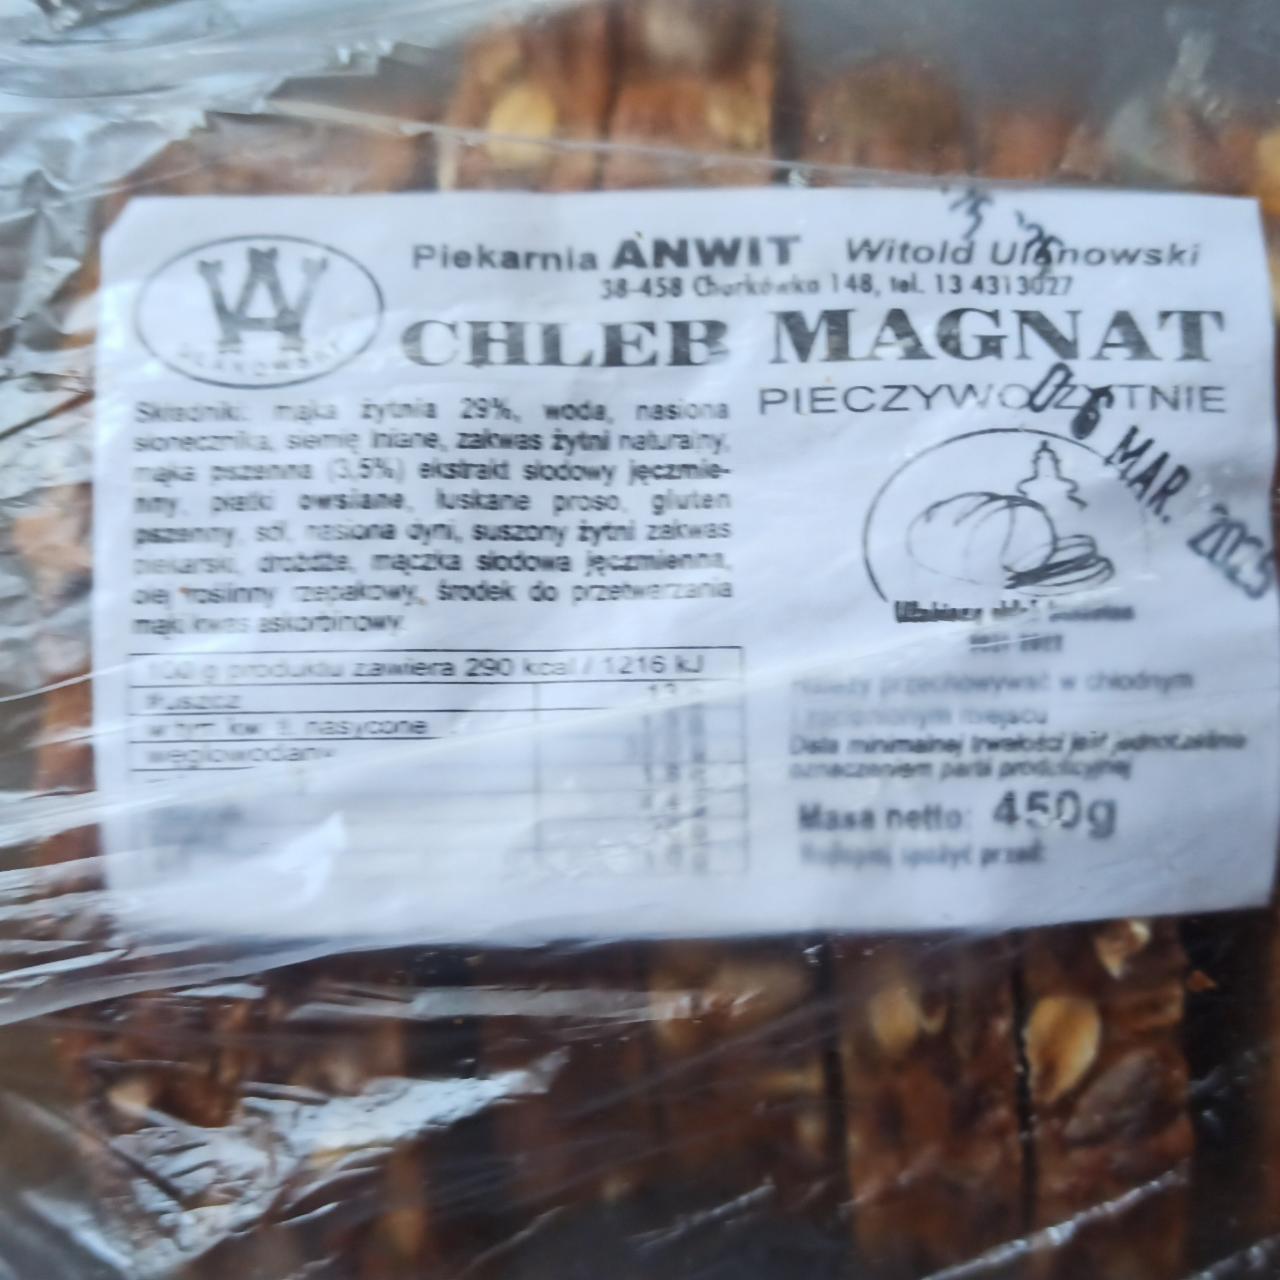 Piekarnia ANWIT Witold Ulianowski
38-458 Chorkówka 148, tel. 13 4313027
CHLEB MAGNAT
PIECZYWO ŻYTNIE
06 MAR. 2025
Składniki: mąka żytnia 29%, woda, nasiona
słonecznika, siemię lniane, zakwas żytni naturalny,
mąka pszenna (3,5%) ekstrakt słodowy jęczmie-
nny, płatki owsiane, łuskane proso, gluten
pszenny, sól, nasiona dyni, suszony żytni zakwas
piekarski, drożdże, mączka słodowa jęczmienna,
olej roślinny rzepakowy, środek do przetwarzania
mąki kwas askorbinowy
100 g produktu zawiera 290 kcal / 1216 kJ
tłuszcz
w tym kw. tł. nasycone
węglowodany
Należy przechowywać w chłodnym
i zacienionym miejscu
Data minimalnej trwałości jest jednocześnie
oznaczeniem partii produkcyjnej
Masa netto: 450g
Najlepiej spożyć przed: